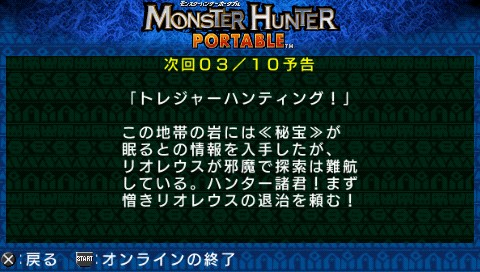 モンスターハンターポータブル
MONSTER HUNTER
PORTABLE™
次回03／10予告
「トレジャーハンティング！」
この地帯の岩には≪秘宝≫が
眠るとの情報を入手したが、
リオレウスが邪魔で探索は難航
している。ハンター諸君！まず
憎きリオレウスの退治を頼む！
×:戻る START:オンラインの終了